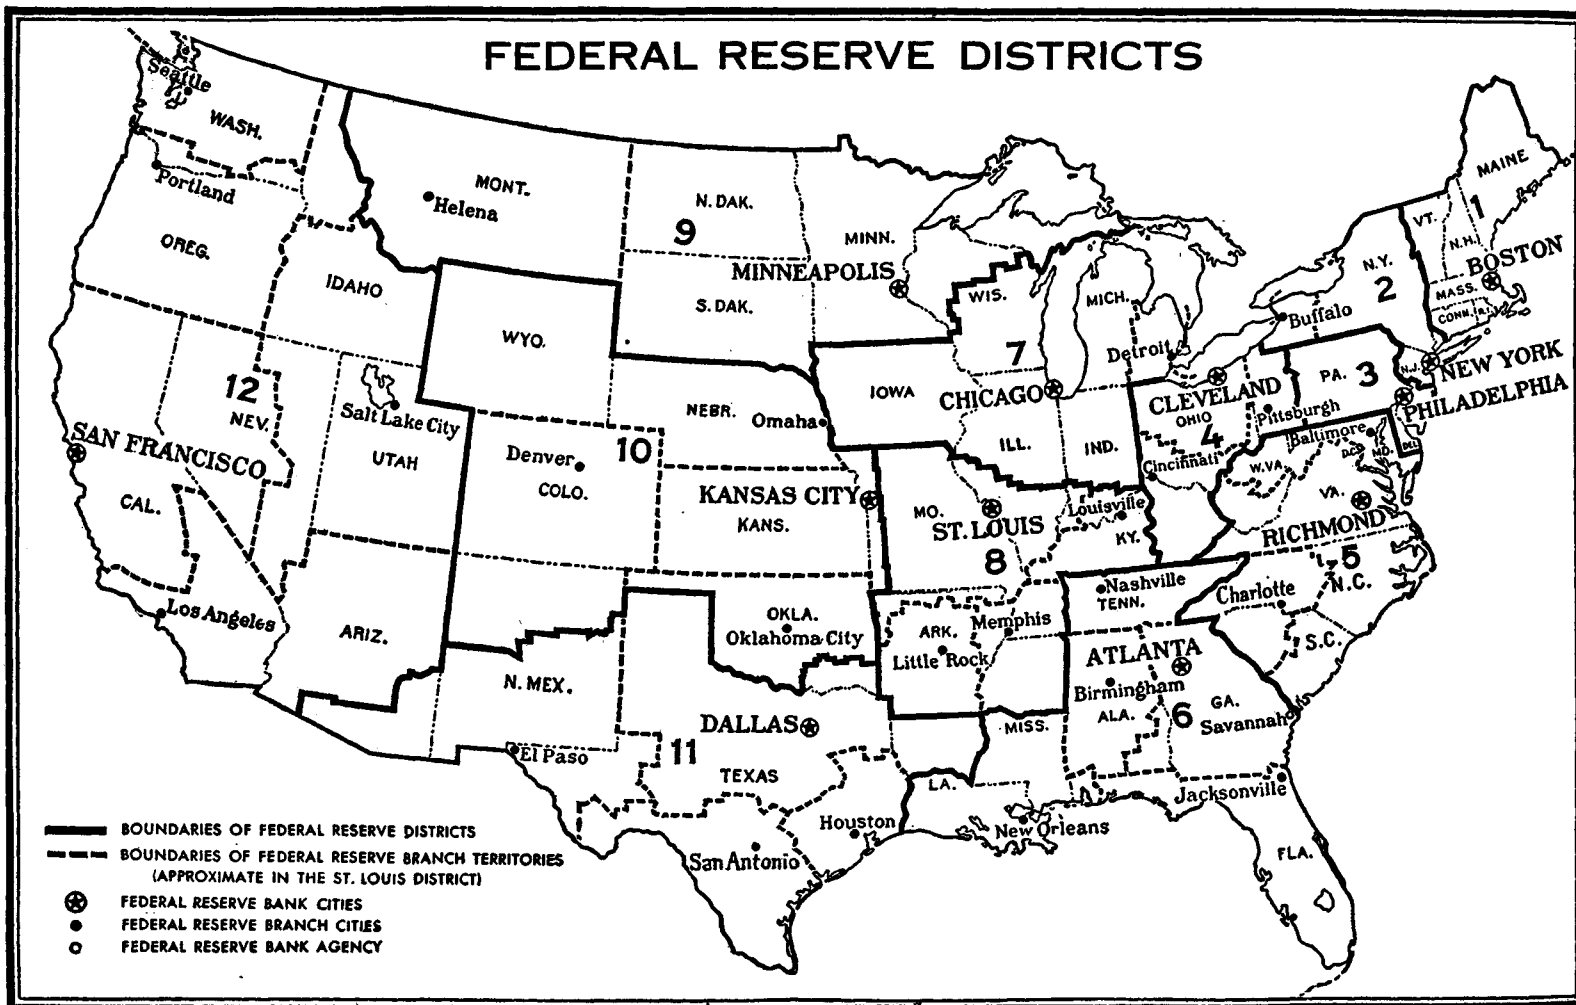 FEDERAL RESERVE DISTRICTS
Seattle
WASH.
Portland
OREG.
MONT.
Helena
IDAHO
N. DAK.
9
MINN.
MINNEAPOLIS
S. DAK.
WYO.
WIS.
MICH.
7
Detroit
CHICAGO
IOWA
ILL.
IND.
MAINE
VT.
1
N.H.
BOSTON
MASS.
CONN.
R.I.
N.Y.
2
Buffalo
NEW YORK
N.J.
PA.
3
PHILADELPHIA
CLEVELAND
OHIO
4
Pittsburgh
Cincinnati
Baltimore
D.C.
MD.
DEL.
W.VA.
VA.
RICHMOND
5
N.C.
Charlotte
S.C.
12
NEV.
SAN FRANCISCO
CAL.
Los Angeles
Salt Lake City
UTAH
ARIZ.
NEBR.
Omaha
10
Denver
COLO.
KANSAS CITY
KANS.
MO.
ST. LOUIS
8
Louisville
KY.
Nashville
TENN.
Memphis
ARK.
Little Rock
OKLA.
Oklahoma City
N. MEX.
El Paso
DALLAS
11
TEXAS
Houston
San Antonio
LA.
New Orleans
MISS.
ATLANTA
Birmingham
ALA.
6
GA.
Savannah
Jacksonville
FLA.
BOUNDARIES OF FEDERAL RESERVE DISTRICTS
BOUNDARIES OF FEDERAL RESERVE BRANCH TERRITORIES
(APPROXIMATE IN THE ST. LOUIS DISTRICT)
FEDERAL RESERVE BANK CITIES
FEDERAL RESERVE BRANCH CITIES
FEDERAL RESERVE BANK AGENCY